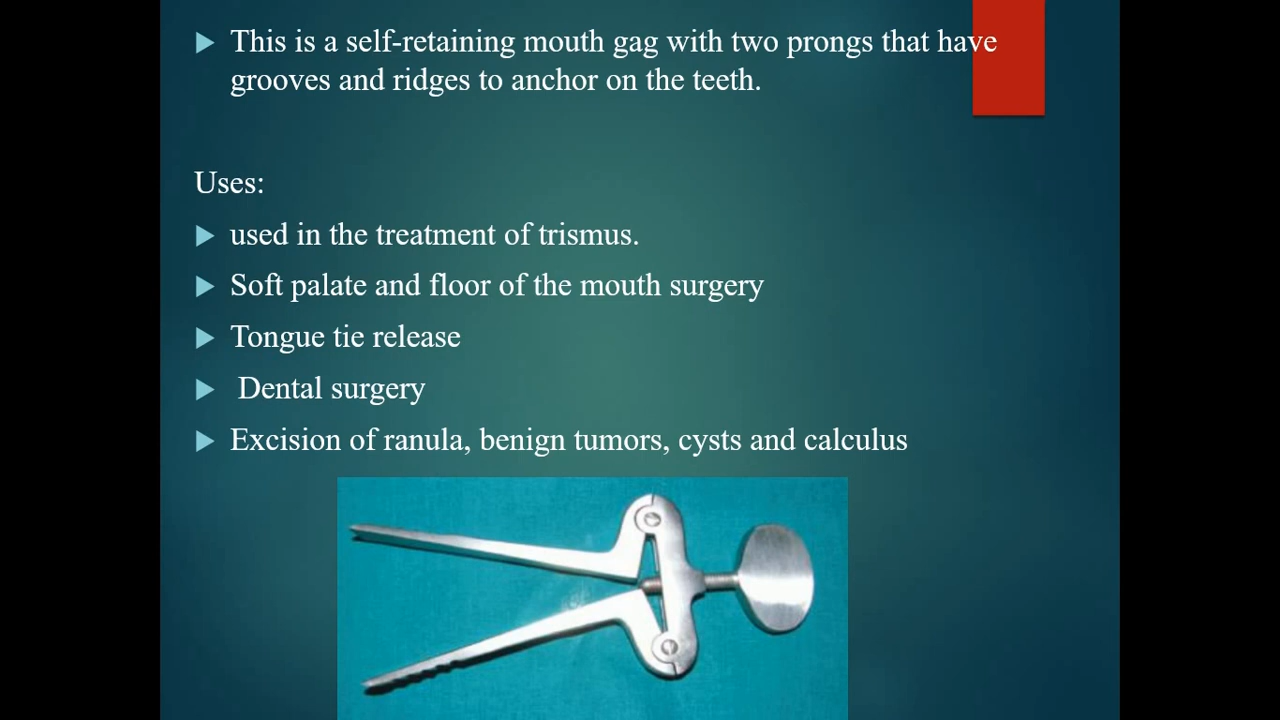 This is a self-retaining mouth gag with two prongs that have
grooves and ridges to anchor on the teeth.
Uses:
used in the treatment of trismus.
Soft palate and floor of the mouth surgery
Tongue tie release
Dental surgery
Excision of ranula, benign tumors, cysts and calculus